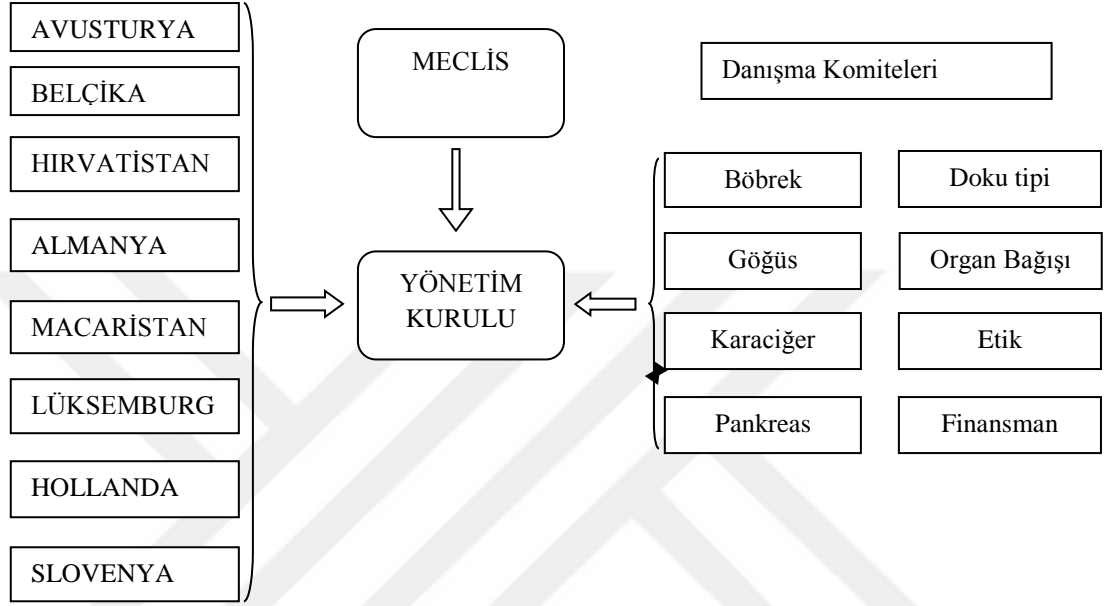 AVUSTURYA
BELÇİKA
HIRVATİSTAN
ALMANYA
MACARİSTAN
LÜKSEMBURG
HOLLANDA
SLOVENYA
MECLİS
YÖNETİM
KURULU
Danışma Komiteleri
Böbrek
Doku tipi
Göğüs
Organ Bağışı
Karaciğer
Etik
Pankreas
Finansman